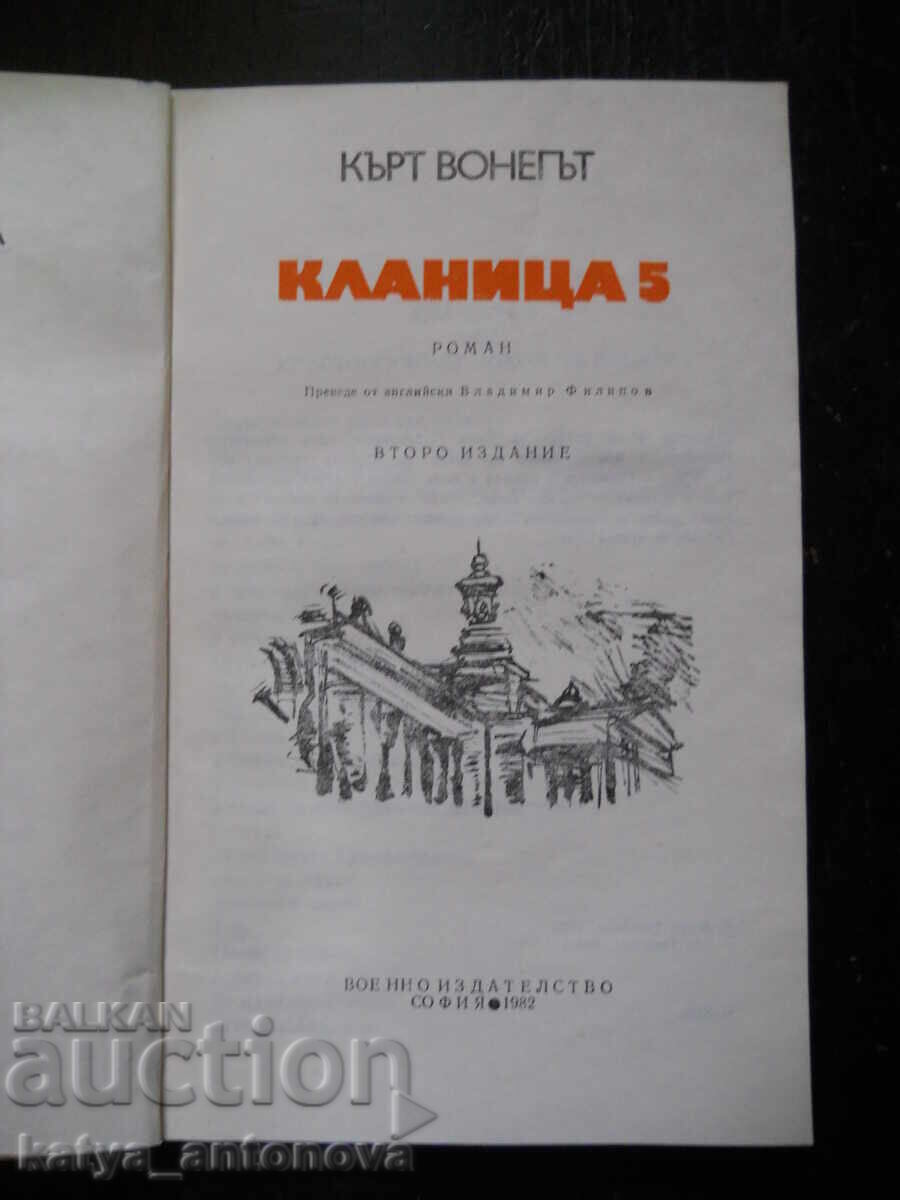 А
КЪРТ ВОНЕГЪТ
КЛАНИЦА 5
РОМАН
Преведе от английски Владимир Филипов
ВТОРО ИЗДАНИЕ
ВОЕННО ИЗДАТЕЛСТВО
СОФИЯ ● 1982
BALKAN
auction
katya_antonova